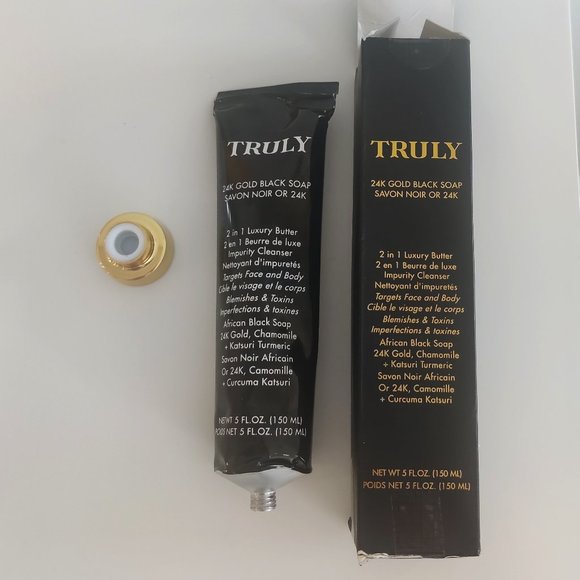 TRULY
24K GOLD BLACK SOAP
SAVON NOIR OR 24K
2 in 1 Luxury Butter
2 en 1 Beurre de luxe
Impurity Cleanser
Nettoyant d'impuretés
Targets Face and Body
Cible le visage et le corps
Blemishes & Toxins
Imperfections & toxines
African Black Soap
24K Gold, Chamomile
+ Katsuri Turmeric
Savon Noir Africain
Or 24K, Camomille
+ Curcuma Katsuri
NET WT 5 FL.OZ. (150 ML)
POIDS NET 5 FL.OZ. (150 ML)
TRULY
24K GOLD BLACK SOAP
SAVON NOIR OR 24K
2 in 1 Luxury Butter
2 en 1 Beurre de luxe
Impurity Cleanser
Nettoyant d'impuretés
Targets Face and Body
Cible le visage et le corps
Blemishes & Toxins
Imperfections & toxines
African Black Soap
24K Gold, Chamomile
+ Katsuri Turmeric
Savon Noir Africain
Or 24K, Camomille
+ Curcuma Katsuri
NET WT 5 FL.OZ. (150 ML)
POIDS NET 5 FL.OZ. (150 ML)